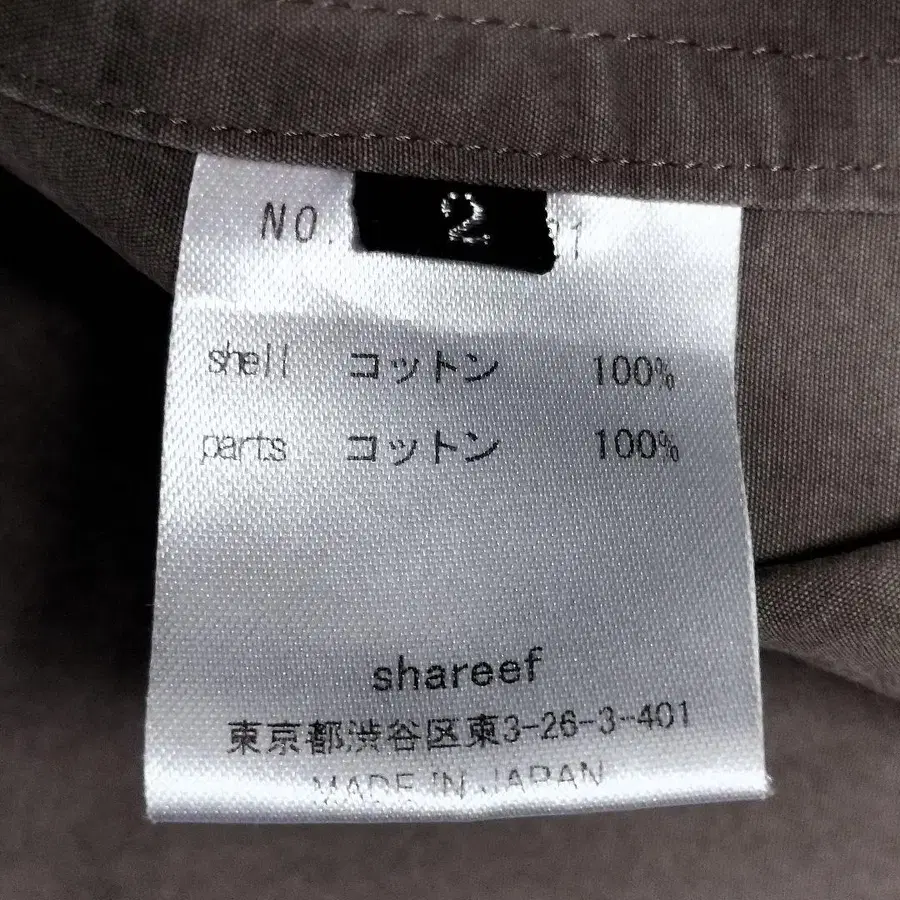 NO. 2 1
shell コットン 100%
parts コットン 100%
shareef
東京都渋谷区東3-26-3-401
MADE IN JAPAN